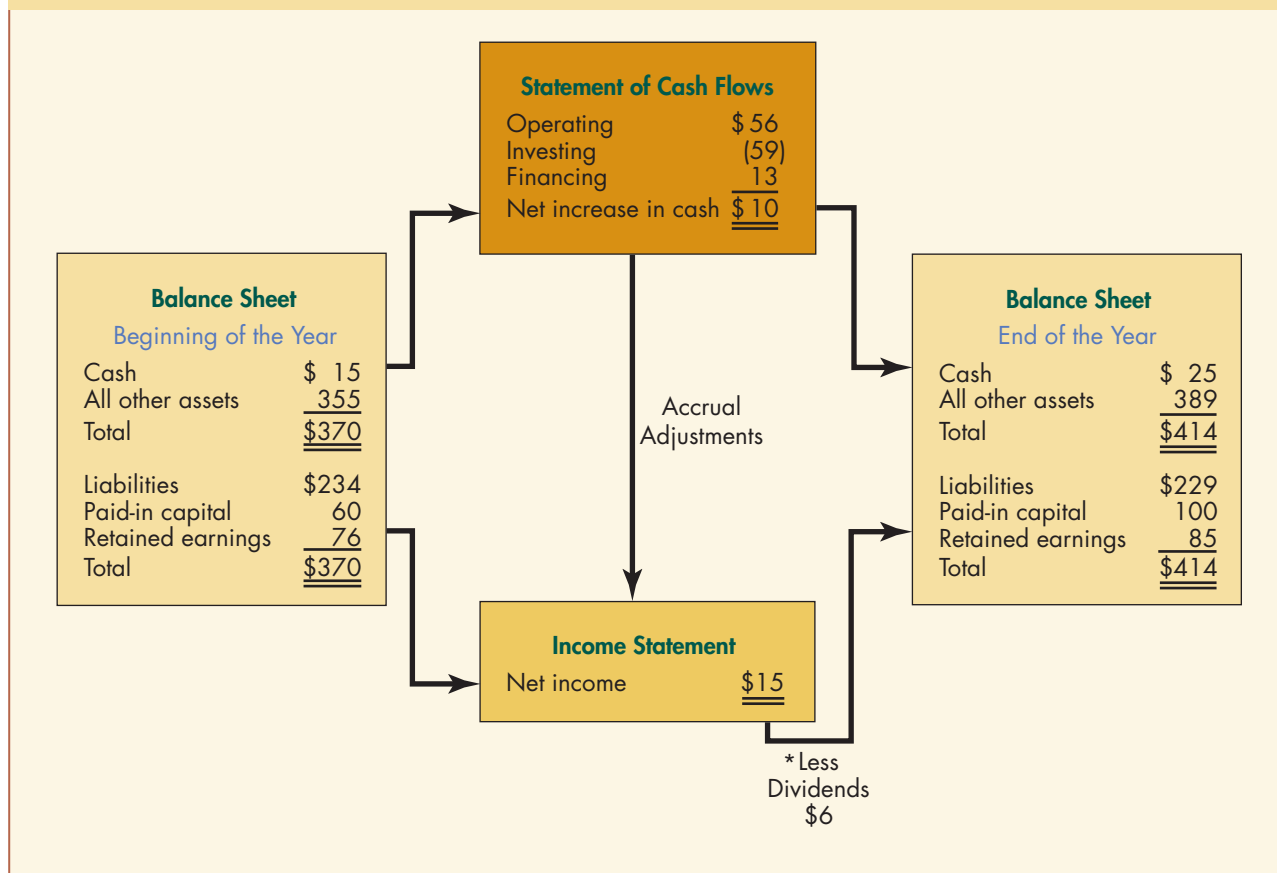 Statement of Cash Flows
Operating $ 56
Investing (59)
Financing 13
Net increase in cash $ 10
Balance Sheet
Beginning of the Year
Cash $ 15
All other assets 355
Total $370
Liabilities $234
Paid-in capital 60
Retained earnings 76
Total $370
Accrual
Adjustments
Balance Sheet
End of the Year
Cash $ 25
All other assets 389
Total $414
Liabilities $229
Paid-in capital 100
Retained earnings 85
Total $414
Income Statement
Net income $15
*Less
Dividends
$6